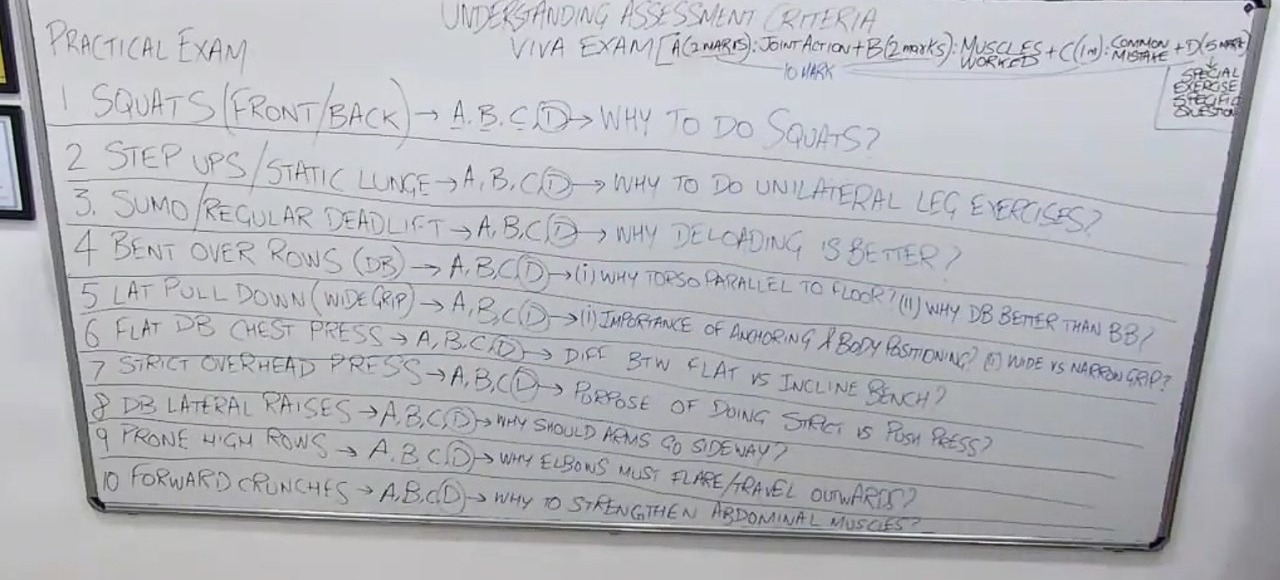 UNDERSTANDING ASSESSMENT CRITERIA
PRACTICAL EXAM
VIVA EXAM [A(2 MARKS): JOINT ACTION + B(2 marks): MUSCLES WORKED + C(1m): COMMON MISTAKE + D(5 MARK)
10 MARK
SPECIAL
EXERCISE
SPECIFIC
QUESTION
1 SQUATS (FRONT/BACK) → A.B.C.D → WHY TO DO SQUATS?
2 STEP UPS/STATIC LUNGE → A, B, C, D → WHY TO DO UNILATERAL LEG EXERCISES?
3. SUMO/REGULAR DEADLIFT → A, B, C, D → WHY DELOADING IS BETTER?
4 BENT OVER ROWS (DB) → A, B, C, D → (i) WHY TORSO PARALLEL TO FLOOR? (ii) WHY DB BETTER THAN BB?
5 LAT PULL DOWN (WIDE GRIP) → A, B, C, D → (i) IMPORTANCE OF ANCHORING & BODY POSITIONING? (ii) WIDE VS NARROW GRIP?
6 FLAT DB CHEST PRESS → A, B, C, D → DIFF BTW FLAT VS INCLINE BENCH?
7 STRICT OVERHEAD PRESS → A, B, C, D → PURPOSE OF DOING STRICT VS PUSH PRESS?
8 DB LATERAL RAISES → A, B, C, D → WHY SHOULD ARMS GO SIDEWAY?
9 PRONE HIGH ROWS → A. B C, D → WHY ELBOWS MUST FLARE/TRAVEL OUTWARDS?
10 FORWARD CRUNCHES → A, B, C, D → WHY TO STRENGTHEN ABDOMINAL MUSCLES?